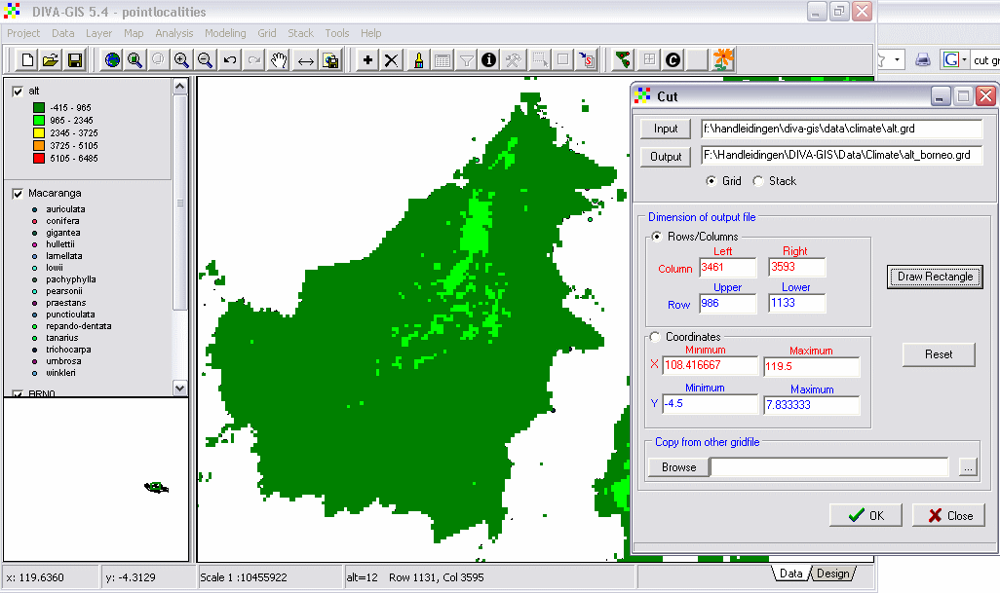 DIVA-GIS 5.4 - pointlocalities
Project Data Layer Map Analysis Modeling Grid Stack Tools Help
cut gr
alt
-415 - 965
965 - 2345
2345 - 3725
3725 - 5105
5105 - 6485
Macaranga
auriculata
conifera
gigantea
hullettii
lamellata
lowii
pachyphylla
pearsonii
praestans
puncticulata
repando-dentata
tanarius
trichocarpa
umbrosa
winkleri
Cut
Input f:\handleidingen\diva-gis\data\climate\alt.grd
Output F:\Handleidingen\DIVA-GIS\Data\Climate\alt_borneo.grd
Grid Stack
Dimension of output file
Rows/Columns
Left Right
Column 3461 3593
Upper Lower
Row 986 1133
Draw Rectangle
Coordinates
Minimum Maximum
X 108.416667 119.5
Minimum Maximum
Y -4.5 7.833333
Reset
Copy from other gridfile
Browse ...
OK Close
Data Design
x: 119.6360 y: -4.3129 Scale 1 :10455922 alt=12 Row 1131, Col 3595